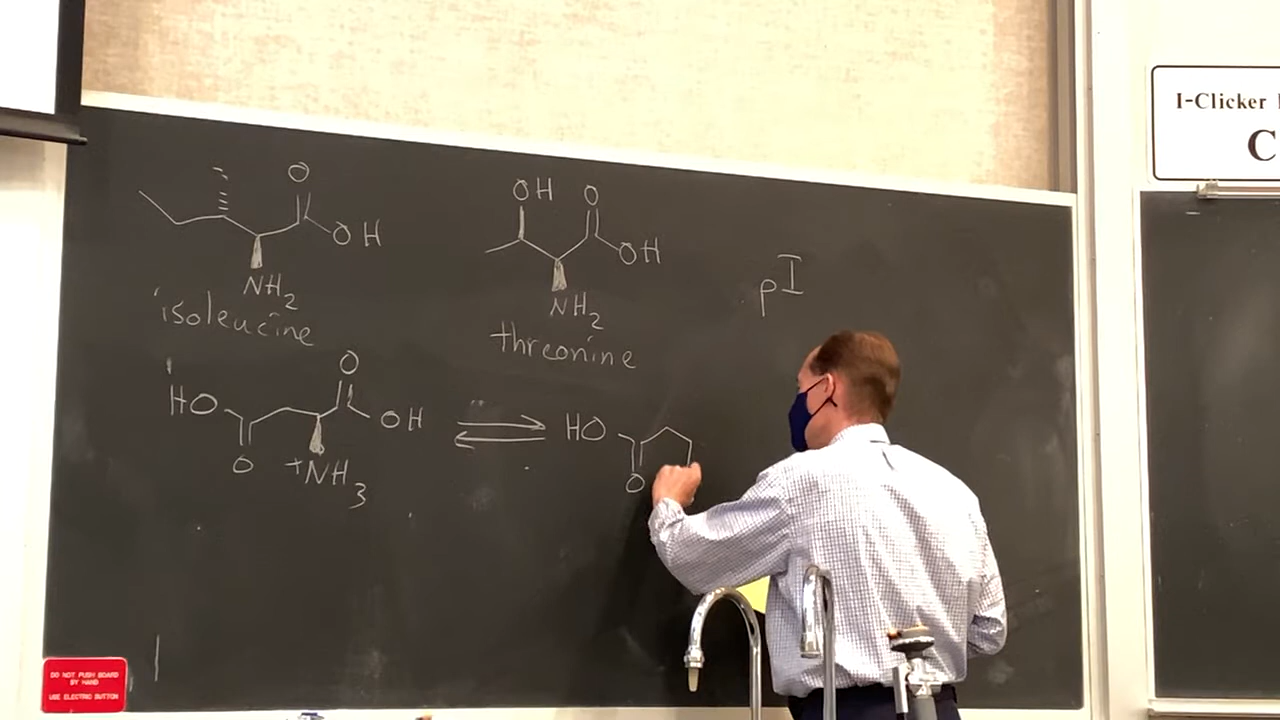 I-Clicker
C
O
OH
NH2
isoleucine
OH
O
OH
NH2
threonine
pI
HO
O
O
OH
+NH3
HO
O
DO NOT PUSH BOARD
BY HAND
USE ELECTRIC BUTTON